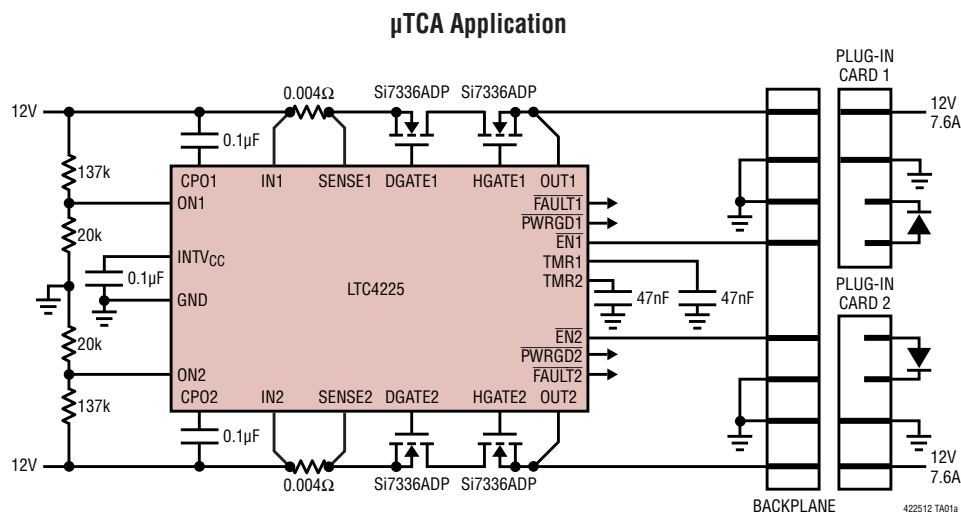 µTCA Application
PLUG-IN
CARD 1
12V
0.004Ω
Si7336ADP
Si7336ADP
12V
7.6A
0.1µF
137k
CPO1
IN1
SENSE1
DGATE1
HGATE1
OUT1
ON1
FAULT1
PWRGD1
EN1
20k
INTVCC
TMR1
0.1µF
TMR2
LTC4225
GND
47nF
47nF
PLUG-IN
CARD 2
20k
EN2
PWRGD2
ON2
FAULT2
CPO2
IN2
SENSE2
DGATE2
HGATE2
OUT2
137k
0.1µF
12V
12V
7.6A
0.004Ω
Si7336ADP
Si7336ADP
BACKPLANE
422512 TA01a